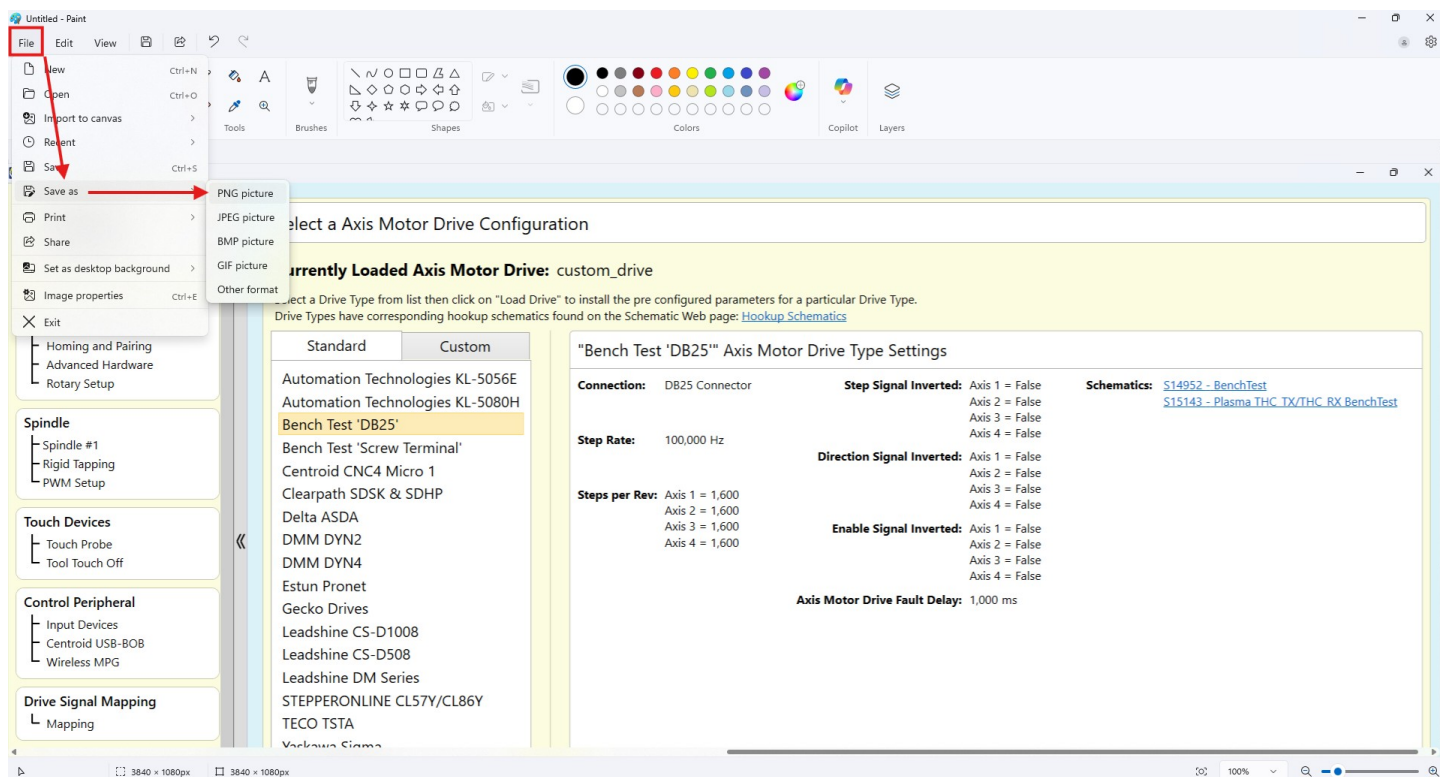 Untitled - Paint
File Edit View
New Ctrl+N
Open Ctrl+O
Import to canvas
Recent
Save Ctrl+S
Save as
Print
Share
Set as desktop background
Image properties Ctrl+E
Exit
PNG picture
JPEG picture
BMP picture
GIF picture
Other format
Tools
Brushes
Shapes
Colors
Copilot
Layers
elect a Axis Motor Drive Configuration
urrently Loaded Axis Motor Drive: custom_drive
elect a Drive Type from list then click on "Load Drive" to install the pre configured parameters for a particular Drive Type.
Drive Types have corresponding hookup schematics found on the Schematic Web page: Hookup Schematics
Homing and Pairing
Advanced Hardware
Rotary Setup
Spindle
Spindle #1
Rigid Tapping
PWM Setup
Touch Devices
Touch Probe
Tool Touch Off
Control Peripheral
Input Devices
Centroid USB-BOB
Wireless MPG
Drive Signal Mapping
Mapping
Standard Custom
Automation Technologies KL-5056E
Automation Technologies KL-5080H
Bench Test 'DB25'
Bench Test 'Screw Terminal'
Centroid CNC4 Micro 1
Clearpath SDSK & SDHP
Delta ASDA
DMM DYN2
DMM DYN4
Estun Pronet
Gecko Drives
Leadshine CS-D1008
Leadshine CS-D508
Leadshine DM Series
STEPPERONLINE CL57Y/CL86Y
TECO TSTA
Yaskawa Sigma
"Bench Test 'DB25'" Axis Motor Drive Type Settings
Connection: DB25 Connector
Step Rate: 100,000 Hz
Steps per Rev: Axis 1 = 1,600
Axis 2 = 1,600
Axis 3 = 1,600
Axis 4 = 1,600
Step Signal Inverted: Axis 1 = False
Axis 2 = False
Axis 3 = False
Axis 4 = False
Direction Signal Inverted: Axis 1 = False
Axis 2 = False
Axis 3 = False
Axis 4 = False
Enable Signal Inverted: Axis 1 = False
Axis 2 = False
Axis 3 = False
Axis 4 = False
Axis Motor Drive Fault Delay: 1,000 ms
Schematics: S14952 - BenchTest
S15143 - Plasma THC_TX/THC_RX BenchTest
3840 × 1080px 3840 × 1080px 100%